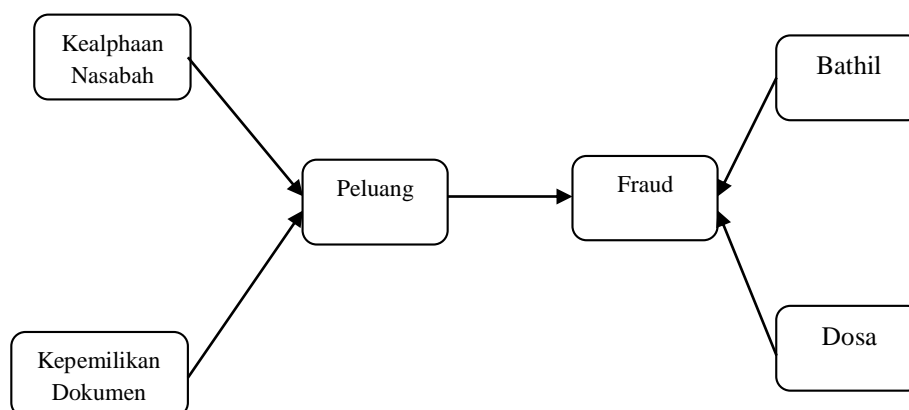 Kealphaan
Nasabah
Bathil
Peluang
Fraud
Kepemilikan
Dokumen
Dosa